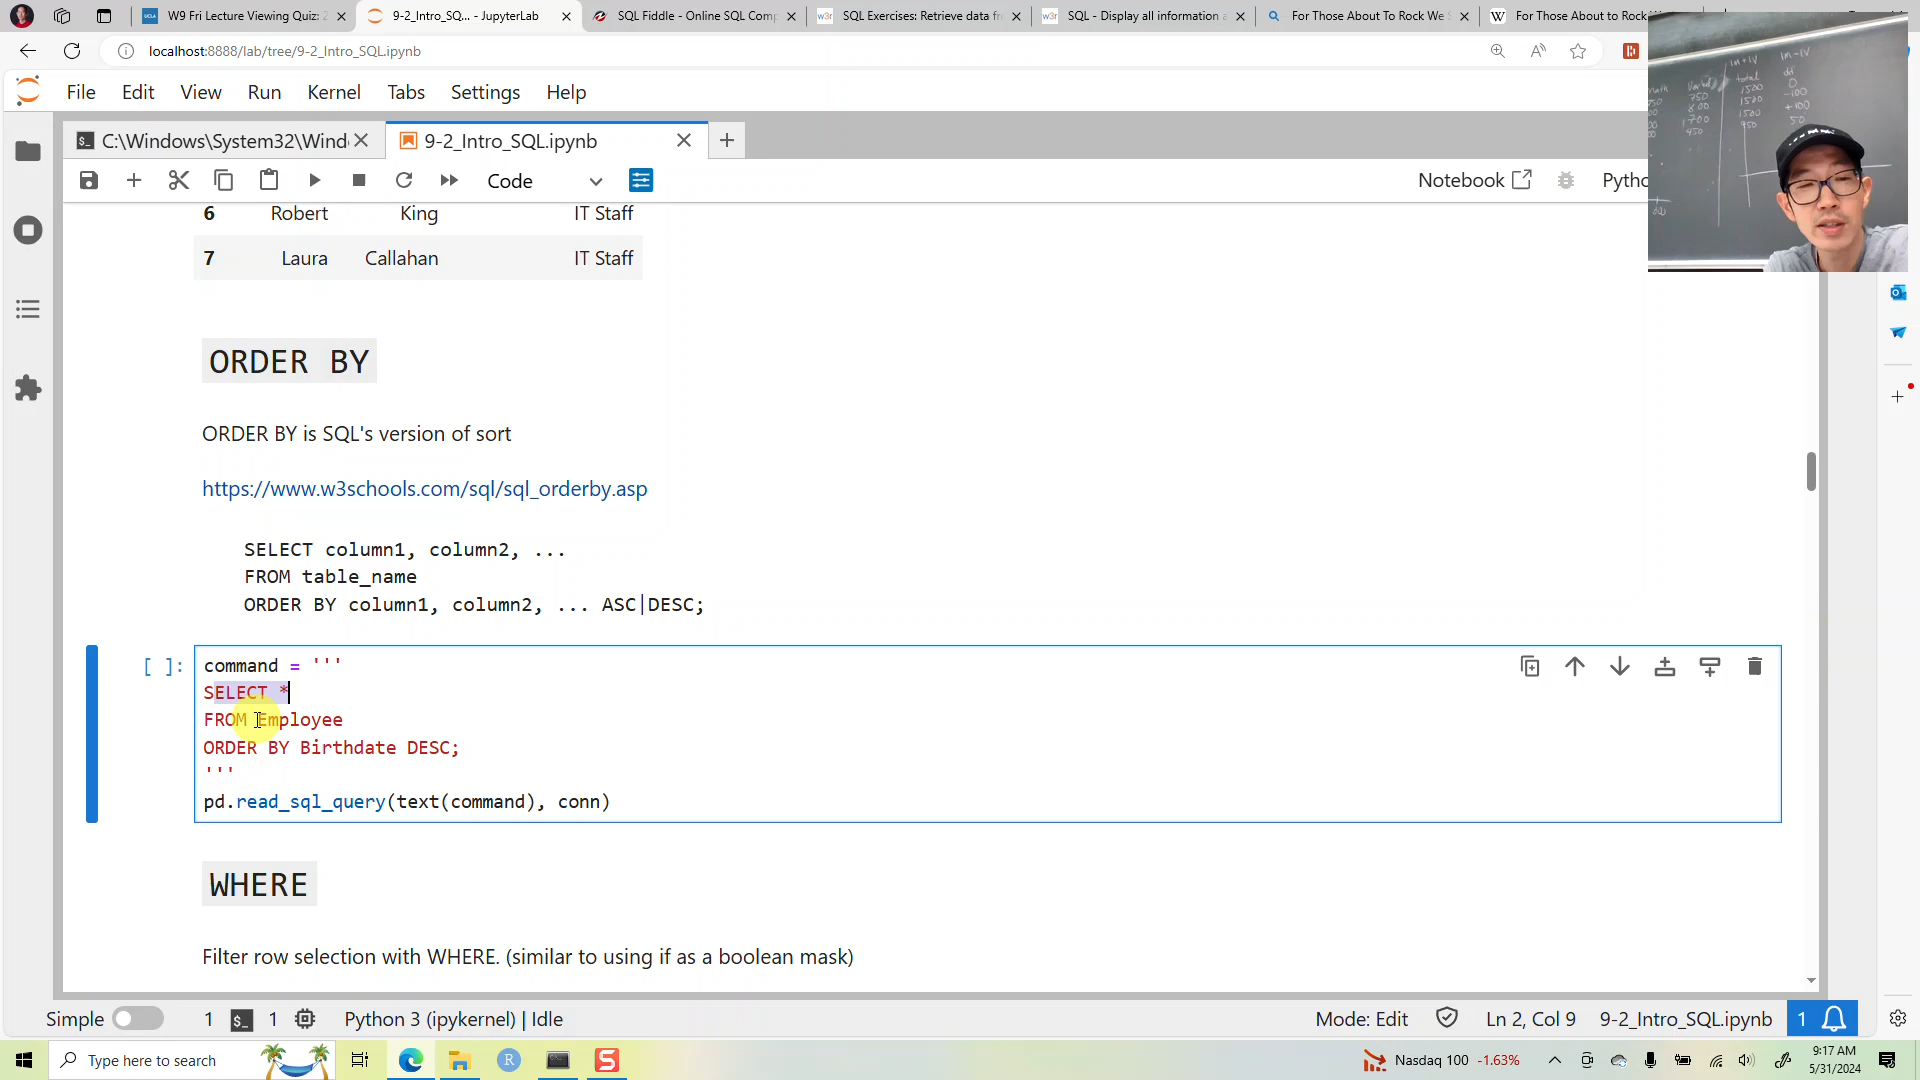 W9 Fri Lecture Viewing Quiz: 2
9-2_Intro_SQ... - JupyterLab
SQL Fiddle - Online SQL Comp
SQL Exercises: Retrieve data fr
SQL - Display all information a
For Those About To Rock We S
For Those About to Rock
localhost:8888/lab/tree/9-2_Intro_SQL.ipynb
File Edit View Run Kernel Tabs Settings Help
C:\Windows\System32\Wind
9-2_Intro_SQL.ipynb
Code
Notebook
Pytho
6 Robert King IT Staff
7 Laura Callahan IT Staff
ORDER BY
ORDER BY is SQL's version of sort
https://www.w3schools.com/sql/sql_orderby.asp
SELECT column1, column2, ...
FROM table_name
ORDER BY column1, column2, ... ASC|DESC;
[ ]:
command = '''
SELECT *
FROM Employee
ORDER BY Birthdate DESC;
'''
pd.read_sql_query(text(command), conn)
WHERE
Filter row selection with WHERE. (similar to using if as a boolean mask)
Simple 1 1 Python 3 (ipykernel) | Idle Mode: Edit Ln 2, Col 9 9-2_Intro_SQL.ipynb 1
Type here to search
Nasdaq 100 -1.63%
9:17 AM
5/31/2024